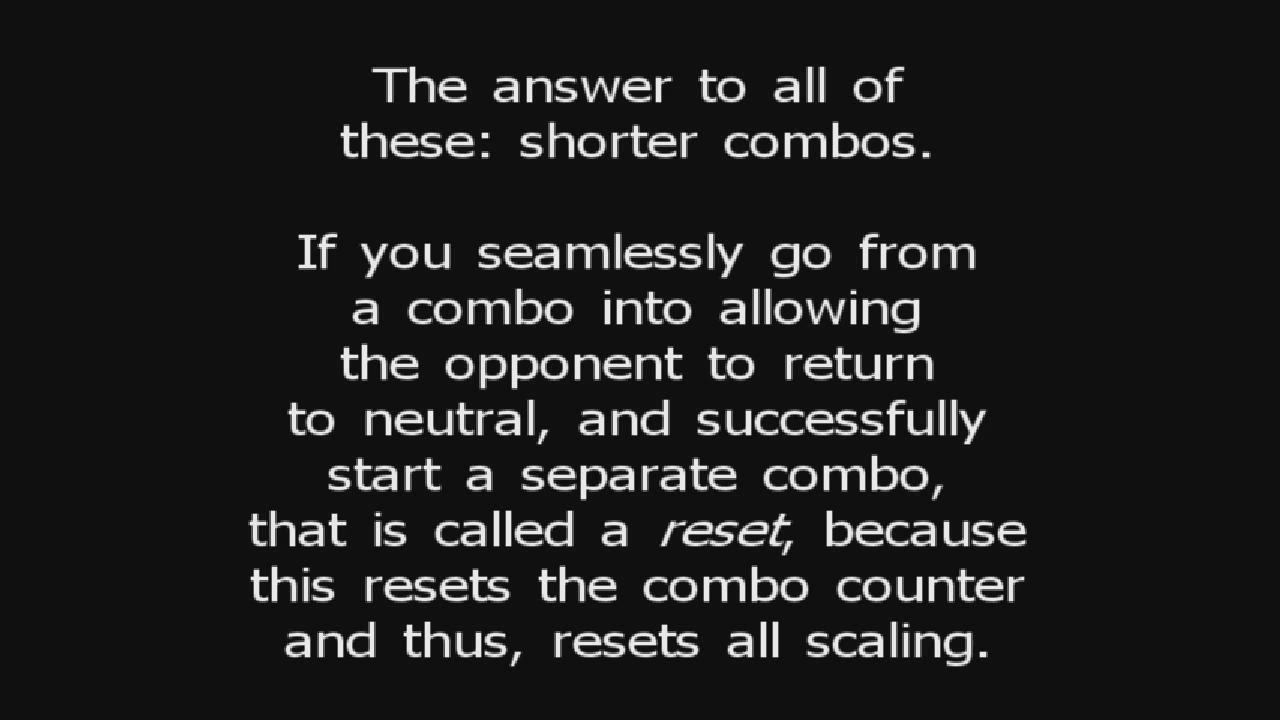 The answer to all of
these: shorter combos.
If you seamlessly go from
a combo into allowing
the opponent to return
to neutral, and successfully
start a separate combo,
that is called a reset, because
this resets the combo counter
and thus, resets all scaling.